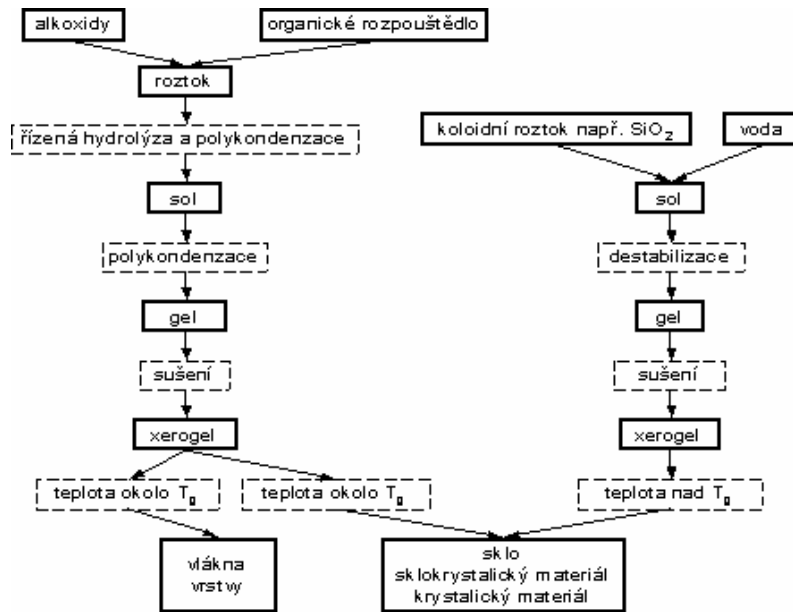 alkoxidy
organické rozpouštědlo
roztok
řízená hydrolýza a polykondenzace
koloidní roztok např. SiO₂
voda
sol
sol
polykondenzace
destabilizace
gel
gel
sušení
sušení
xerogel
xerogel
teplota okolo Tg
teplota okolo Tg
teplota nad Tg
vlákna
vrstvy
sklo
sklokrystalický materiál
krystalický materiál